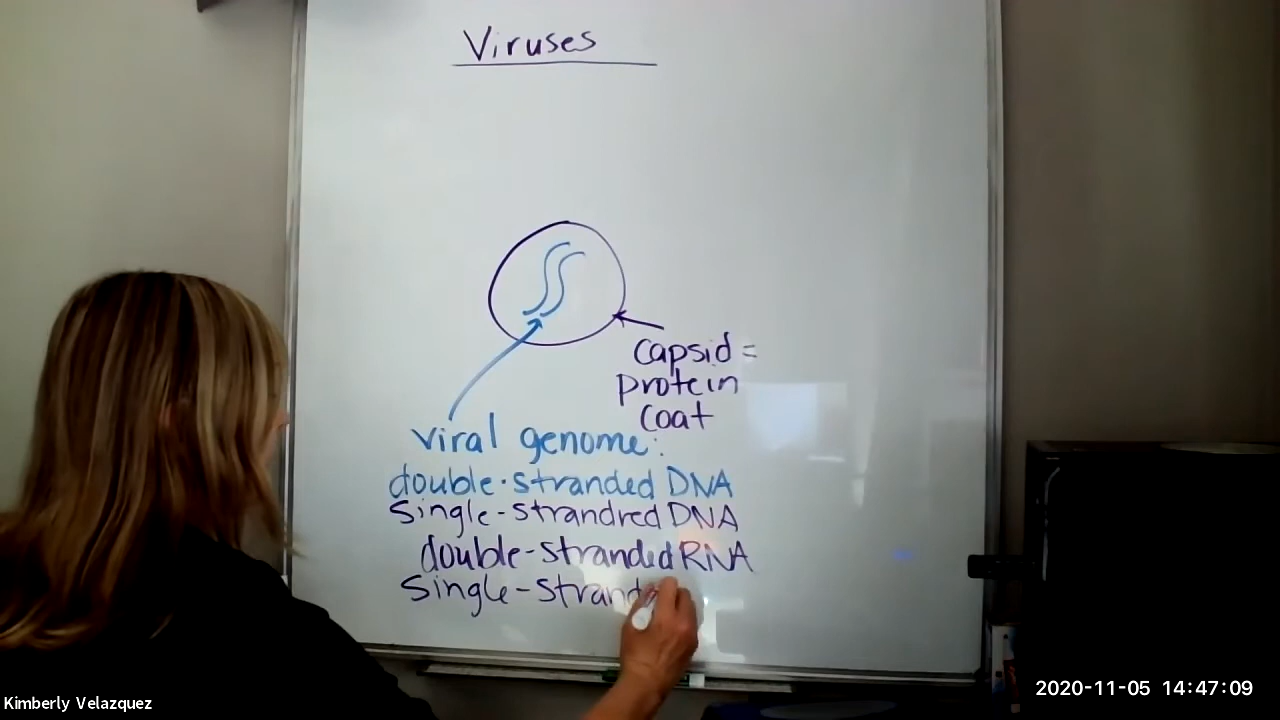 Viruses
capsid =
protein
coat
viral genome:
double-stranded DNA
Single-strandred DNA
double-stranded RNA
Single-strand
Kimberly Velazquez
2020-11-05 14:47:09